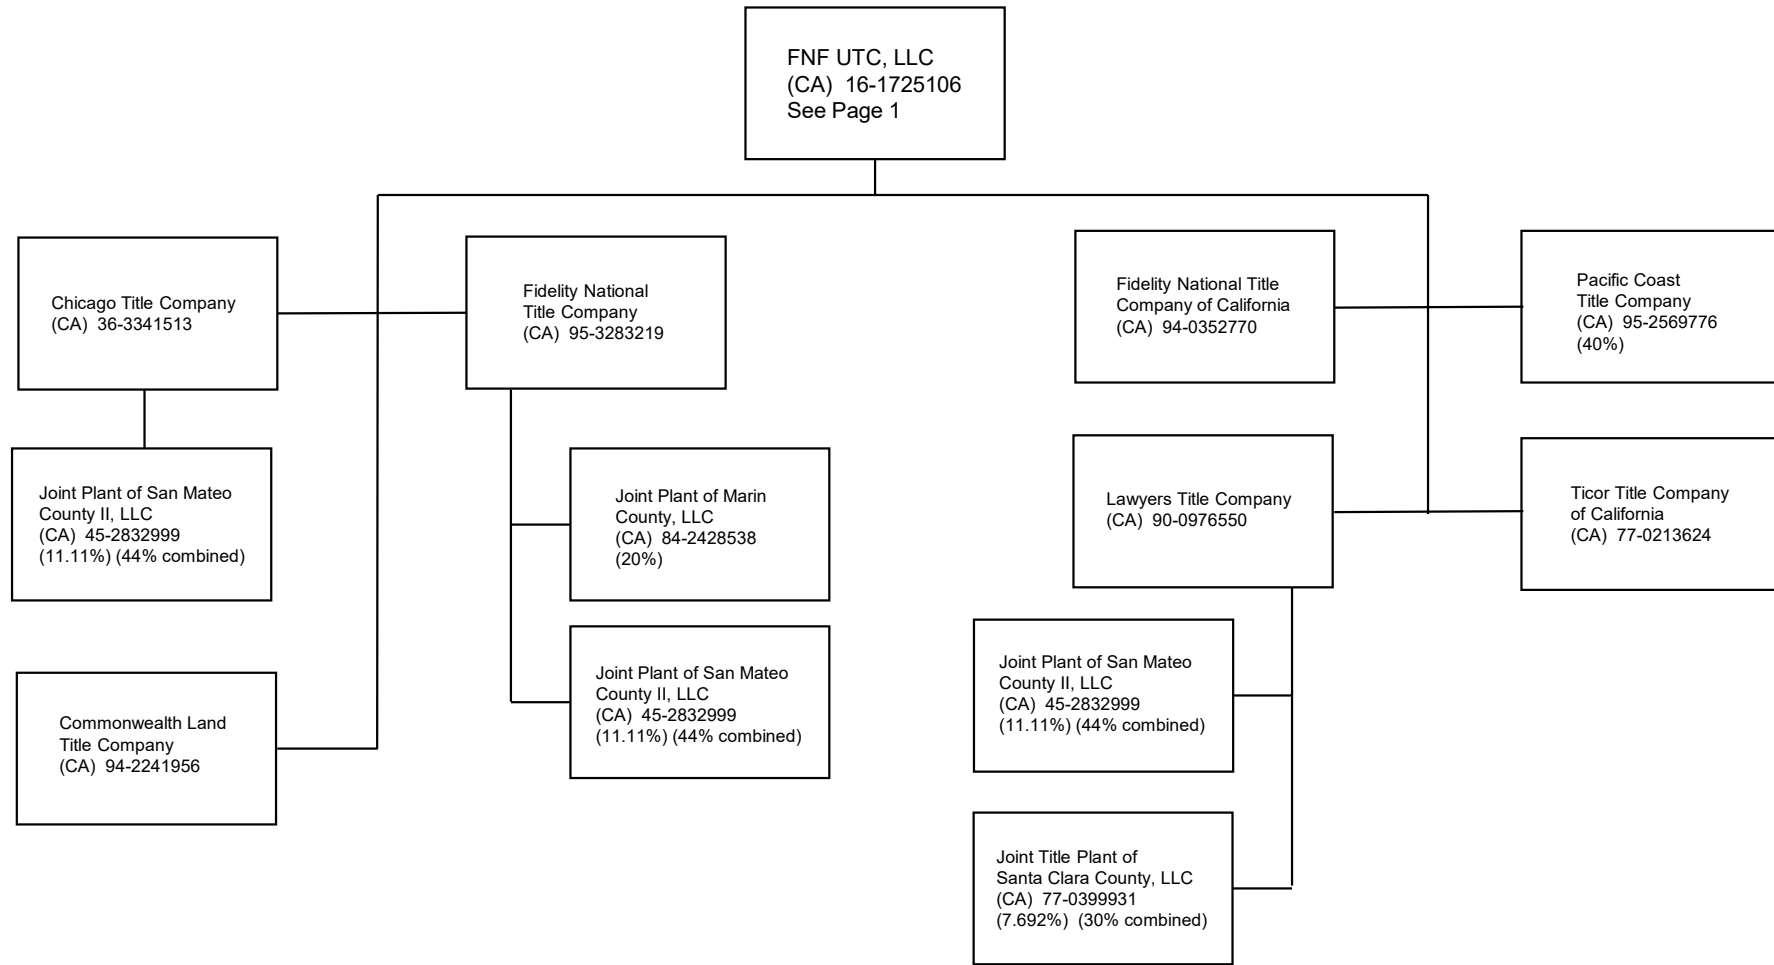 FNF UTC, LLC
(CA) 16-1725106
See Page 1
Chicago Title Company
(CA) 36-3341513
Fidelity National
Title Company
(CA) 95-3283219
Fidelity National Title
Company of California
(CA) 94-0352770
Pacific Coast
Title Company
(CA) 95-2569776
(40%)
Joint Plant of San Mateo
County II, LLC
(CA) 45-2832999
(11.11%) (44% combined)
Joint Plant of Marin
County, LLC
(CA) 84-2428538
(20%)
Lawyers Title Company
(CA) 90-0976550
Ticor Title Company
of California
(CA) 77-0213624
Commonwealth Land
Title Company
(CA) 94-2241956
Joint Plant of San Mateo
County II, LLC
(CA) 45-2832999
(11.11%) (44% combined)
Joint Plant of San Mateo
County II, LLC
(CA) 45-2832999
(11.11%) (44% combined)
Joint Title Plant of
Santa Clara County, LLC
(CA) 77-0399931
(7.692%) (30% combined)